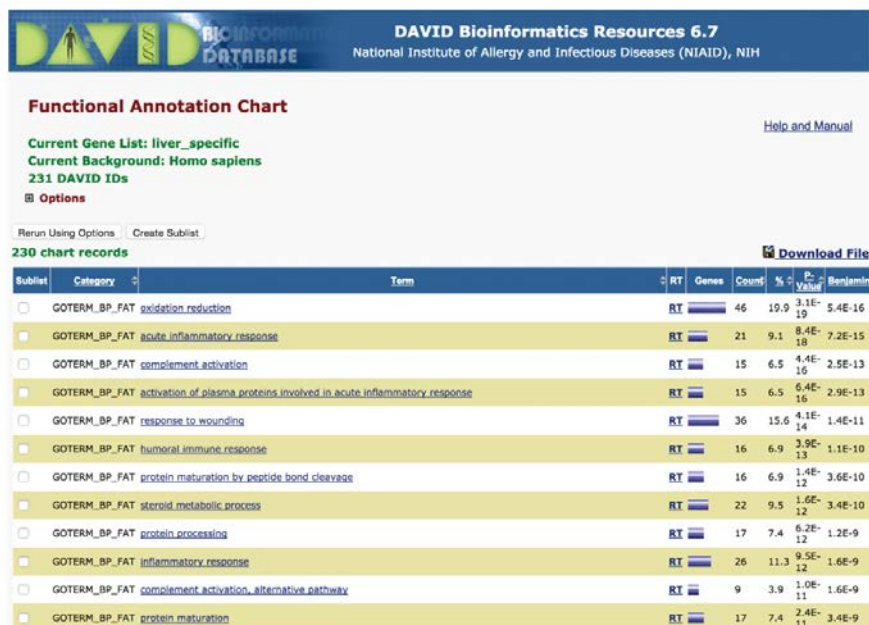 DAVID BIOINFORMATICS DATABASE
DAVID Bioinformatics Resources 6.7
National Institute of Allergy and Infectious Diseases (NIAID), NIH
Functional Annotation Chart
Help and Manual
Current Gene List: liver_specific
Current Background: Homo sapiens
231 DAVID IDs
Options
Rerun Using Options Create Sublist
230 chart records Download File
Sublist Category Term RT Genes Count % P-Value Benjamin
GOTERM_BP_FAT oxidation reduction RT 46 19.9 3.1E-19 5.4E-16
GOTERM_BP_FAT acute inflammatory response RT 21 9.1 8.4E-18 7.2E-15
GOTERM_BP_FAT complement activation RT 15 6.5 4.4E-16 2.5E-13
GOTERM_BP_FAT activation of plasma proteins involved in acute inflammatory response RT 15 6.5 6.4E-16 2.9E-13
GOTERM_BP_FAT response to wounding RT 36 15.6 4.1E-14 1.4E-11
GOTERM_BP_FAT humoral immune response RT 16 6.9 3.9E-13 1.1E-10
GOTERM_BP_FAT protein maturation by peptide bond cleavage RT 16 6.9 1.4E-12 3.6E-10
GOTERM_BP_FAT steroid metabolic process RT 22 9.5 1.6E-12 3.4E-10
GOTERM_BP_FAT protein processing RT 17 7.4 6.2E-12 1.2E-9
GOTERM_BP_FAT inflammatory response RT 26 11.3 9.5E-12 1.6E-9
GOTERM_BP_FAT complement activation, alternative pathway RT 9 3.9 1.0E-11 1.6E-9
GOTERM_BP_FAT protein maturation RT 17 7.4 2.4E-11 3.4E-9